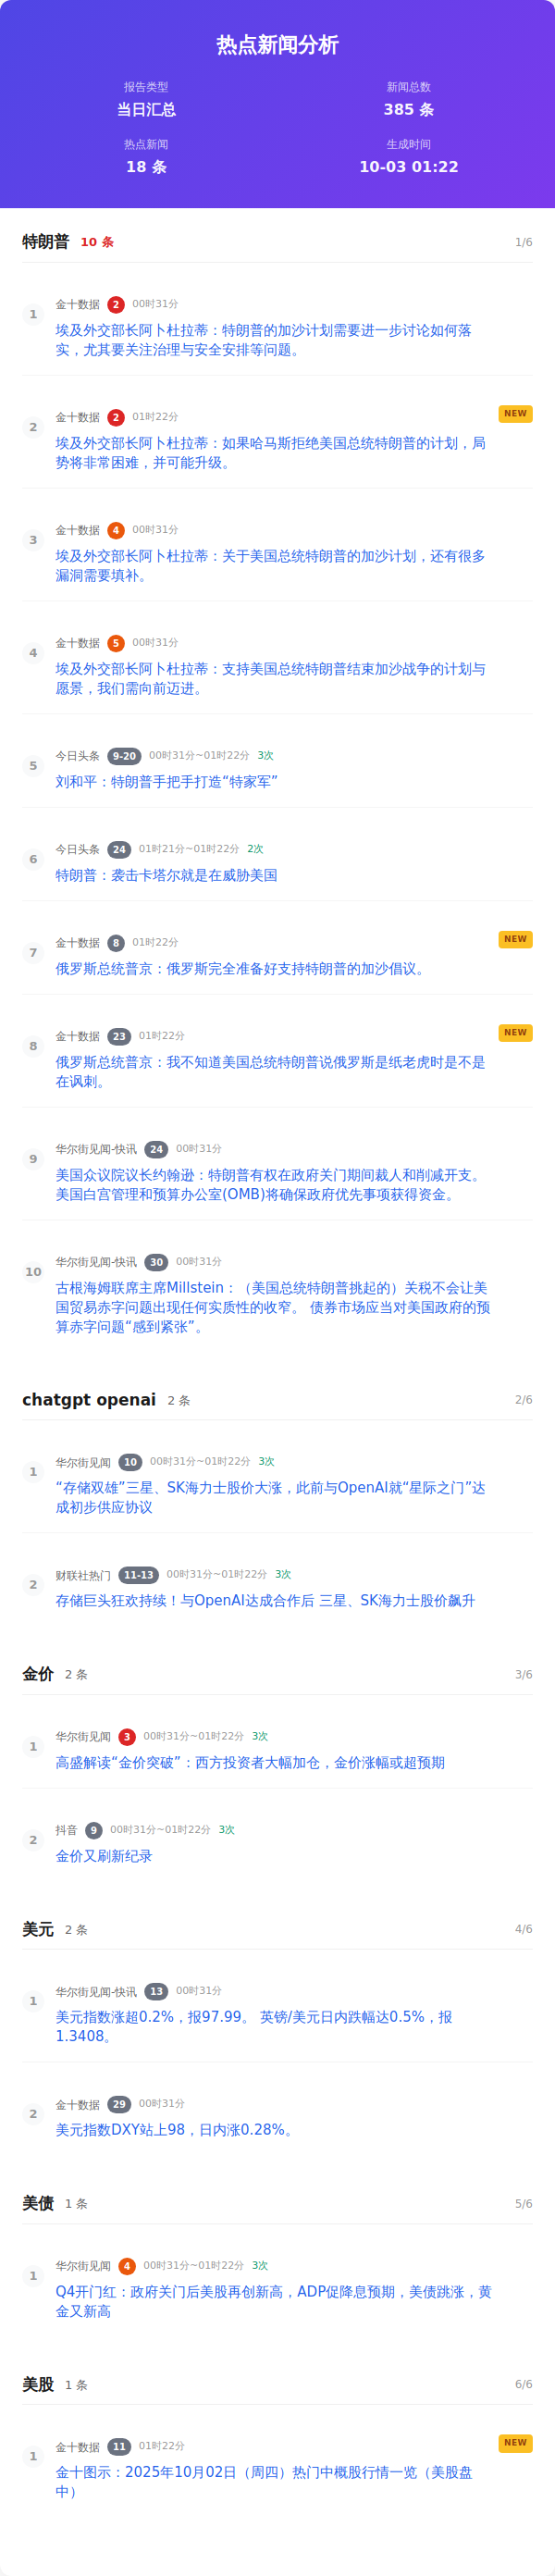 热点新闻分析
报告类型
当日汇总
新闻总数
385 条
热点新闻
18 条
生成时间
10-03 01:22
特朗普 10 条 1/6
1
金十数据 2 00时31分
埃及外交部长阿卜杜拉蒂：特朗普的加沙计划需要进一步讨论如何落
实，尤其要关注治理与安全安排等问题。
2
金十数据 2 01时22分 NEW
埃及外交部长阿卜杜拉蒂：如果哈马斯拒绝美国总统特朗普的计划，局
势将非常困难，并可能升级。
3
金十数据 4 00时31分
埃及外交部长阿卜杜拉蒂：关于美国总统特朗普的加沙计划，还有很多
漏洞需要填补。
4
金十数据 5 00时31分
埃及外交部长阿卜杜拉蒂：支持美国总统特朗普结束加沙战争的计划与
愿景，我们需向前迈进。
5
今日头条 9-20 00时31分~01时22分 3次
刘和平：特朗普手把手打造“特家军”
6
今日头条 24 01时21分~01时22分 2次
特朗普：袭击卡塔尔就是在威胁美国
7
金十数据 8 01时22分 NEW
俄罗斯总统普京：俄罗斯完全准备好支持特朗普的加沙倡议。
8
金十数据 23 01时22分 NEW
俄罗斯总统普京：我不知道美国总统特朗普说俄罗斯是纸老虎时是不是
在讽刺。
9
华尔街见闻-快讯 24 00时31分
美国众议院议长约翰逊：特朗普有权在政府关门期间裁人和削减开支。
美国白宫管理和预算办公室(OMB)将确保政府优先事项获得资金。
10
华尔街见闻-快讯 30 00时31分
古根海姆联席主席Millstein：（美国总统特朗普挑起的）关税不会让美
国贸易赤字问题出现任何实质性的收窄。 债券市场应当对美国政府的预
算赤字问题“感到紧张”。
chatgpt openai 2 条 2/6
1
华尔街见闻 10 00时31分~01时22分 3次
“存储双雄”三星、SK海力士股价大涨，此前与OpenAI就“星际之门”达
成初步供应协议
2
财联社热门 11-13 00时31分~01时22分 3次
存储巨头狂欢持续！与OpenAI达成合作后 三星、SK海力士股价飙升
金价 2 条 3/6
1
华尔街见闻 3 00时31分~01时22分 3次
高盛解读“金价突破”：西方投资者大幅加仓，金价涨幅或超预期
2
抖音 9 00时31分~01时22分 3次
金价又刷新纪录
美元 2 条 4/6
1
华尔街见闻-快讯 13 00时31分
美元指数涨超0.2%，报97.99。 英镑/美元日内跌幅达0.5%，报
1.3408。
2
金十数据 29 00时31分
美元指数DXY站上98，日内涨0.28%。
美债 1 条 5/6
1
华尔街见闻 4 00时31分~01时22分 3次
Q4开门红：政府关门后美股再创新高，ADP促降息预期，美债跳涨，黄
金又新高
美股 1 条 6/6
1
金十数据 11 01时22分 NEW
金十图示：2025年10月02日（周四）热门中概股行情一览（美股盘
中）